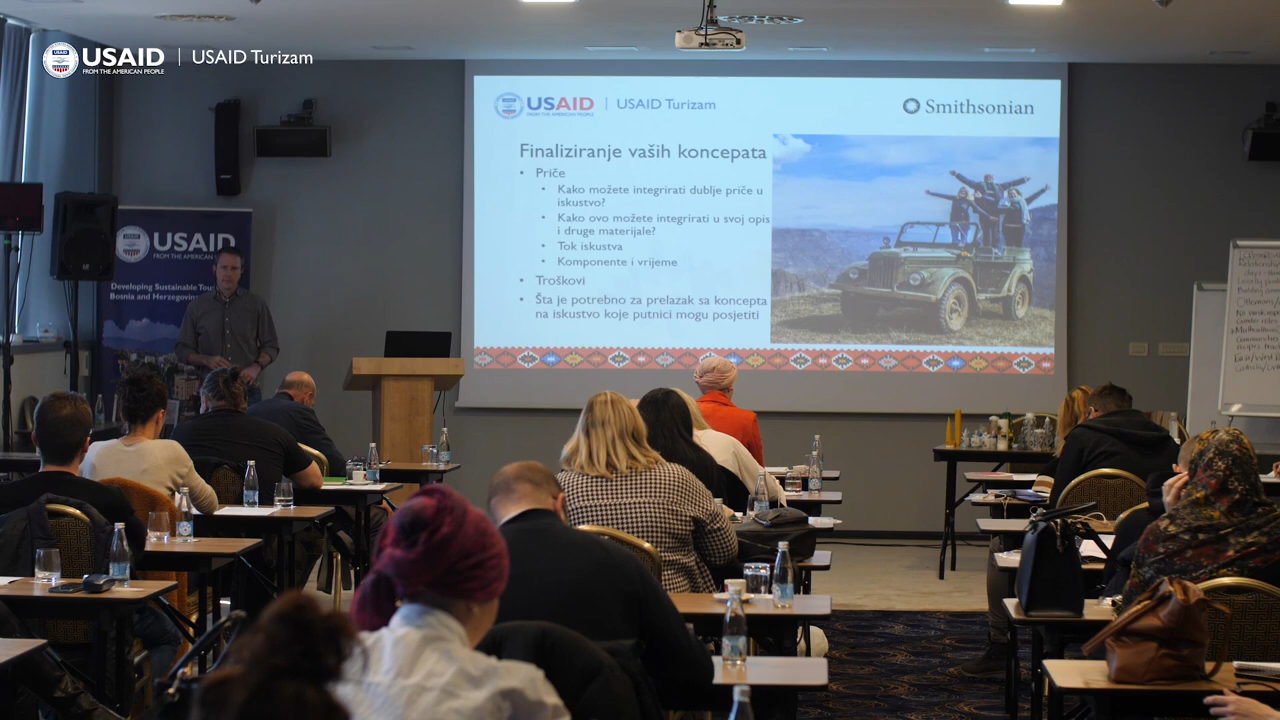 USAID | USAID Turizam
FROM THE AMERICAN PEOPLE
USAID | USAID Turizam
FROM THE AMERICAN PEOPLE
Smithsonian
Finaliziranje vaših koncepata
• Priče
• Kako možete integrirati dublje priče u
iskustvo?
• Kako ovo možete integrirati u svoj opis
i druge materijale?
• Tok iskustva
• Komponente i vrijeme
• Troškovi
• Šta je potrebno za prelazak sa koncepta
na iskustvo koje putnici mogu posjetiti
USAID
FROM THE AMERICAN
Developing Sustainable
Bosnia and Herzegovina